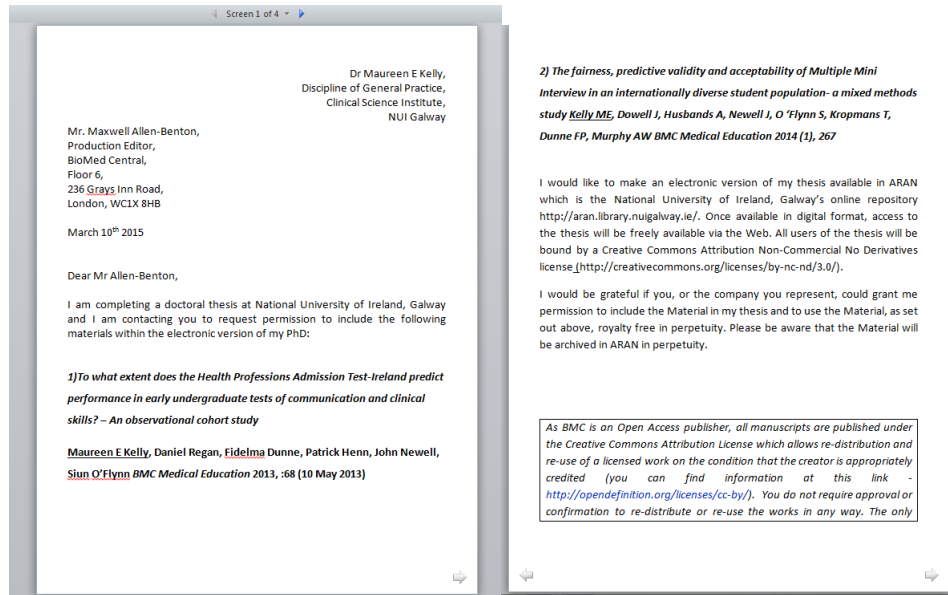 Screen 1 of 4
Dr Maureen E Kelly,
Discipline of General Practice,
Clinical Science Institute,
NUI Galway
Mr. Maxwell Allen-Benton,
Production Editor,
BioMed Central,
Floor 6,
236 Grays Inn Road,
London, WC1X 8HB
March 10th 2015
Dear Mr Allen-Benton,
I am completing a doctoral thesis at National University of Ireland, Galway
and I am contacting you to request permission to include the following
materials within the electronic version of my PhD:
1)To what extent does the Health Professions Admission Test-Ireland predict
performance in early undergraduate tests of communication and clinical
skills? – An observational cohort study
Maureen E Kelly, Daniel Regan, Fidelma Dunne, Patrick Henn, John Newell,
Siun O’Flynn BMC Medical Education 2013, :68 (10 May 2013)
2) The fairness, predictive validity and acceptability of Multiple Mini
Interview in an internationally diverse student population- a mixed methods
study Kelly ME, Dowell J, Husbands A, Newell J, O ‘Flynn S, Kropmans T,
Dunne FP, Murphy AW BMC Medical Education 2014 (1), 267
I would like to make an electronic version of my thesis available in ARAN
which is the National University of Ireland, Galway’s online repository
http://aran.library.nuigalway.ie/. Once available in digital format, access to
the thesis will be freely available via the Web. All users of the thesis will be
bound by a Creative Commons Attribution Non-Commercial No Derivatives
license (http://creativecommons.org/licenses/by-nc-nd/3.0/).
I would be grateful if you, or the company you represent, could grant me
permission to include the Material in my thesis and to use the Material, as set
out above, royalty free in perpetuity. Please be aware that the Material will
be archived in ARAN in perpetuity.
As BMC is an Open Access publisher, all manuscripts are published under
the Creative Commons Attribution License which allows re-distribution and
re-use of a licensed work on the condition that the creator is appropriately
credited (you can find information at this link -
http://opendefinition.org/licenses/cc-by/). You do not require approval or
confirmation to re-distribute or re-use the works in any way. The only